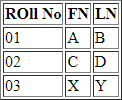 ROll No FN LN
01 A B
02 C D
03 X Y